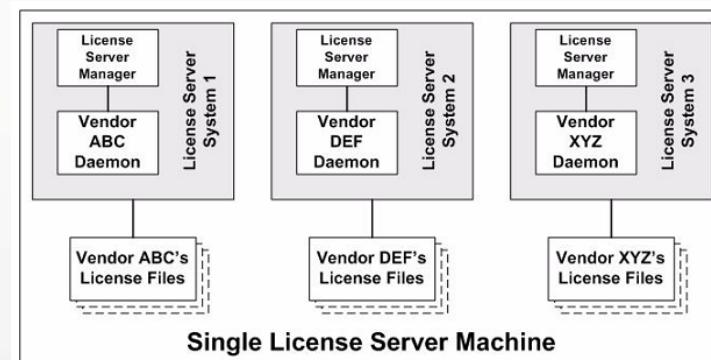 License
Server
Manager
Vendor
ABC
Daemon
License Server
System 1
Vendor ABC's
License Files
License
Server
Manager
Vendor
DEF
Daemon
License Server
System 2
Vendor DEF's
License Files
License
Server
Manager
Vendor
XYZ
Daemon
License Server
System 3
Vendor XYZ's
License Files
Single License Server Machine